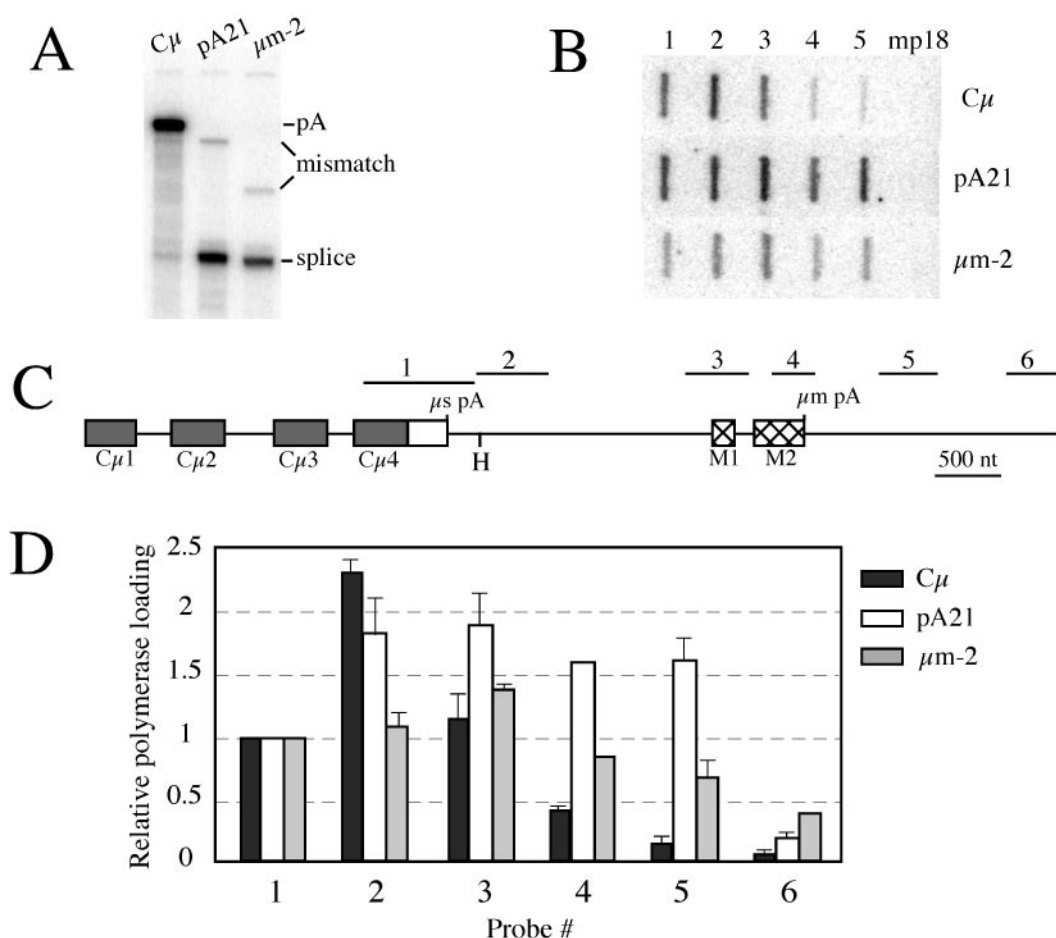 A
Cµ pA21 µm-2
pA
mismatch
splice
B
1 2 3 4 5 mp18
Cµ
pA21
µm-2
C
1 2 3 4 5 6
µs pA µm pA
Cµ1 Cµ2 Cµ3 Cµ4 H M1 M2 500 nt
D
Relative polymerase loading
2.5
2
1.5
1
0.5
0
1 2 3 4 5 6
Probe #
Cµ
pA21
µm-2